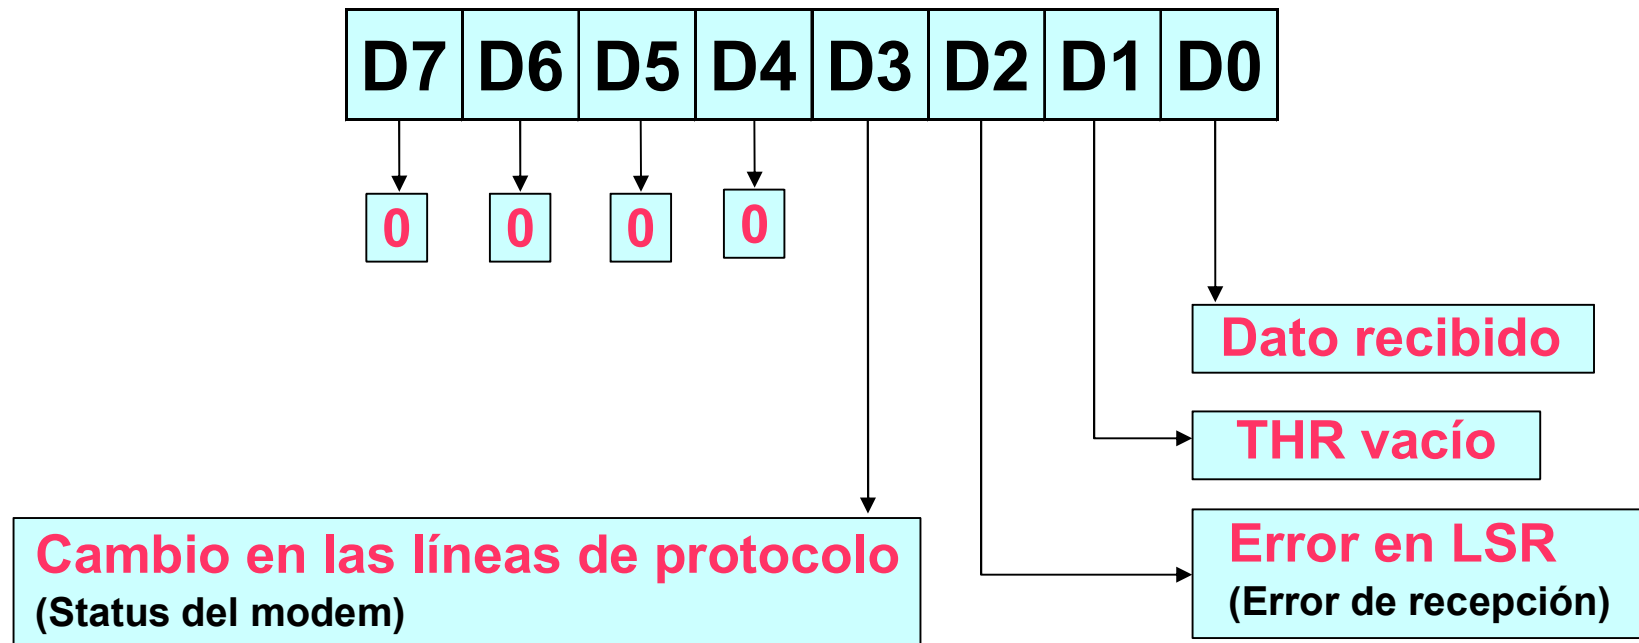 D7 D6 D5 D4 D3 D2 D1 D0
0 0 0 0
Dato recibido
THR vacío
Cambio en las líneas de protocolo
(Status del modem)
Error en LSR
(Error de recepción)